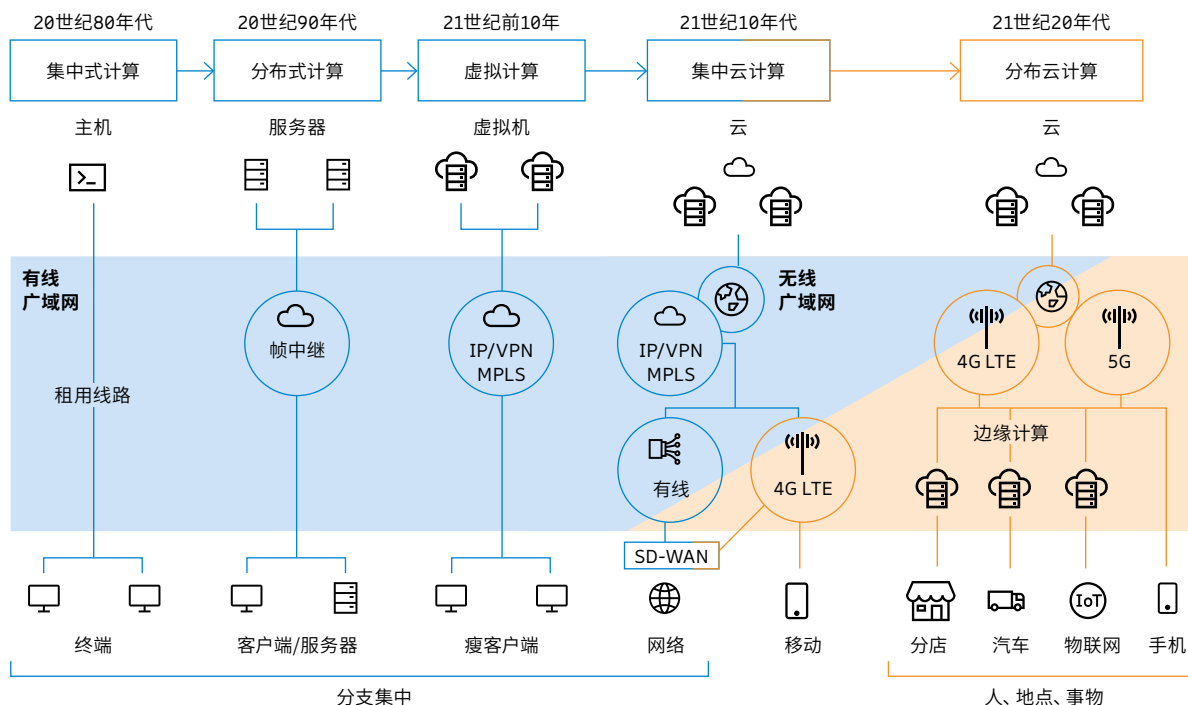 20世纪80年代
20世纪90年代
21世纪前10年
21世纪10年代
21世纪20年代
集中式计算
分布式计算
虚拟计算
集中云计算
分布云计算
主机
服务器
虚拟机
云
云
有线
广域网
无线
广域网
帧中继
IP/VPN
MPLS
IP/VPN
MPLS
4G LTE
5G
租用线路
边缘计算
有线
4G LTE
SD-WAN
IoT
终端
客户端/服务器
瘦客户端
网络
移动
分店
汽车
物联网
手机
分支集中
人、地点、事物